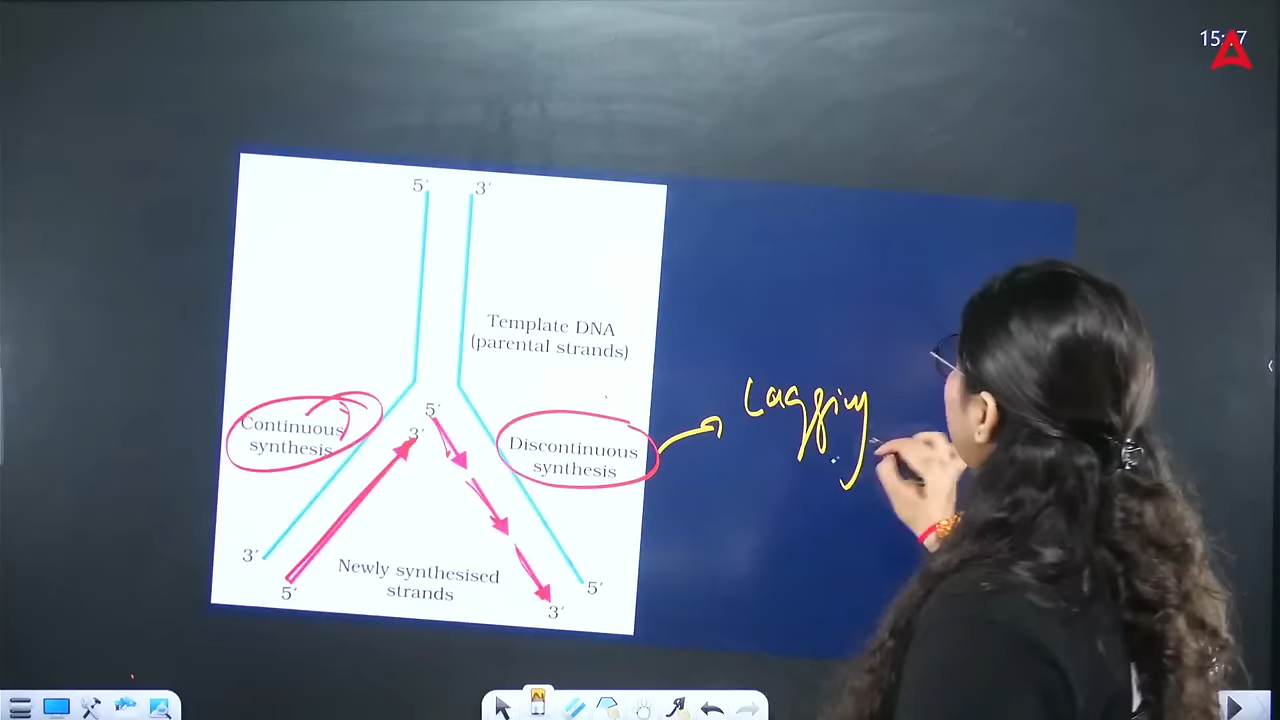 5′ 3′
Template DNA
(parental strands)
Continuous
synthesis
5′
3′
Discontinuous
synthesis
Lagging
3′
5′
Newly synthesised
strands
5′
3′